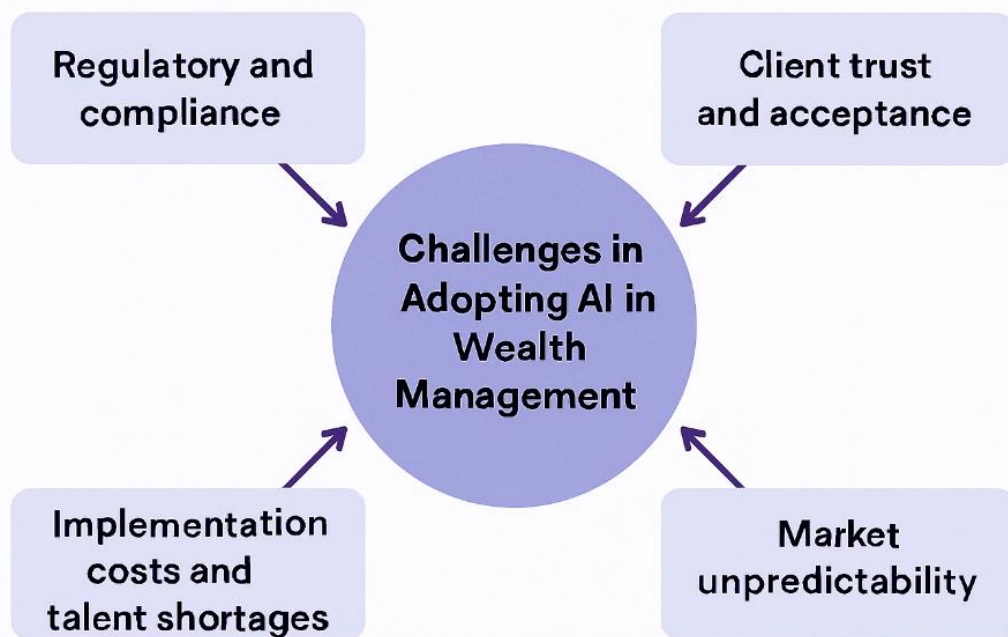 Regulatory and
compliance
Client trust
and acceptance
Challenges in
Adopting AI in
Wealth
Management
Implementation
costs and
talent shortages
Market
unpredictability